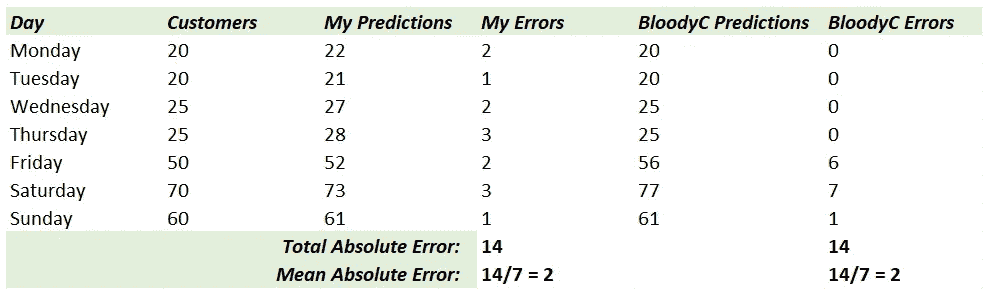 Day Customers My Predictions My Errors BloodyC Predictions BloodyC Errors
Monday 20 22 2 20 0
Tuesday 20 21 1 20 0
Wednesday 25 27 2 25 0
Thursday 25 28 3 25 0
Friday 50 52 2 56 6
Saturday 70 73 3 77 7
Sunday 60 61 1 61 1
Total Absolute Error: 14 14
Mean Absolute Error: 14/7 = 2 14/7 = 2